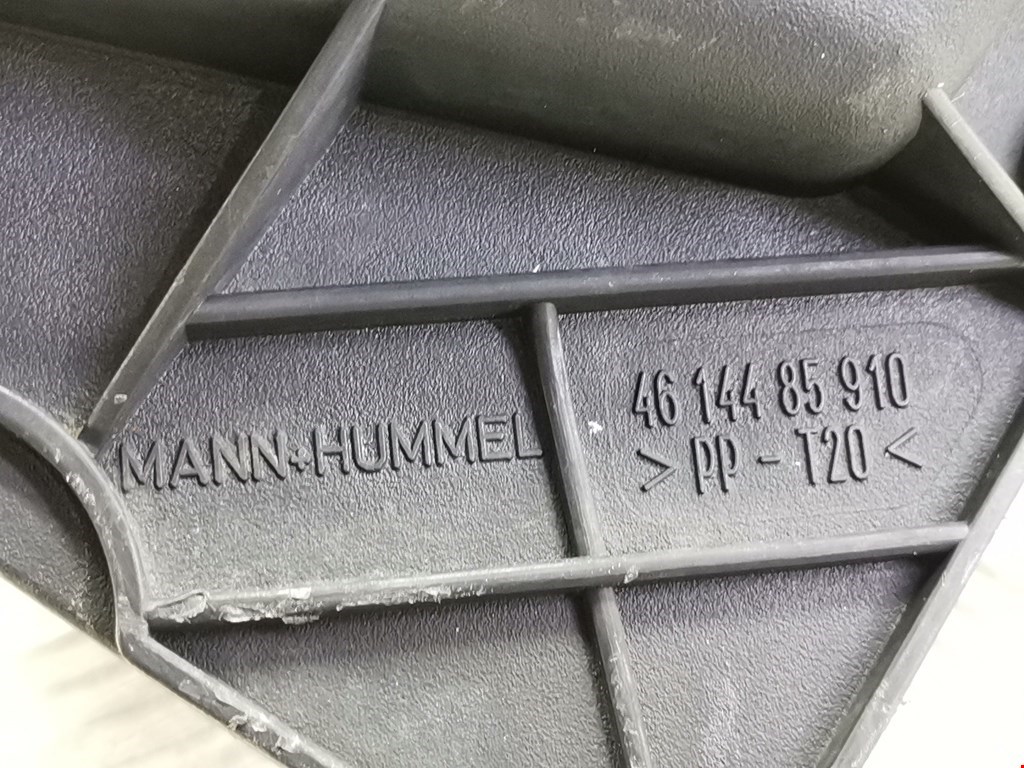 MANN+HUMMEL
46 144 85 910
> PP - T20 <